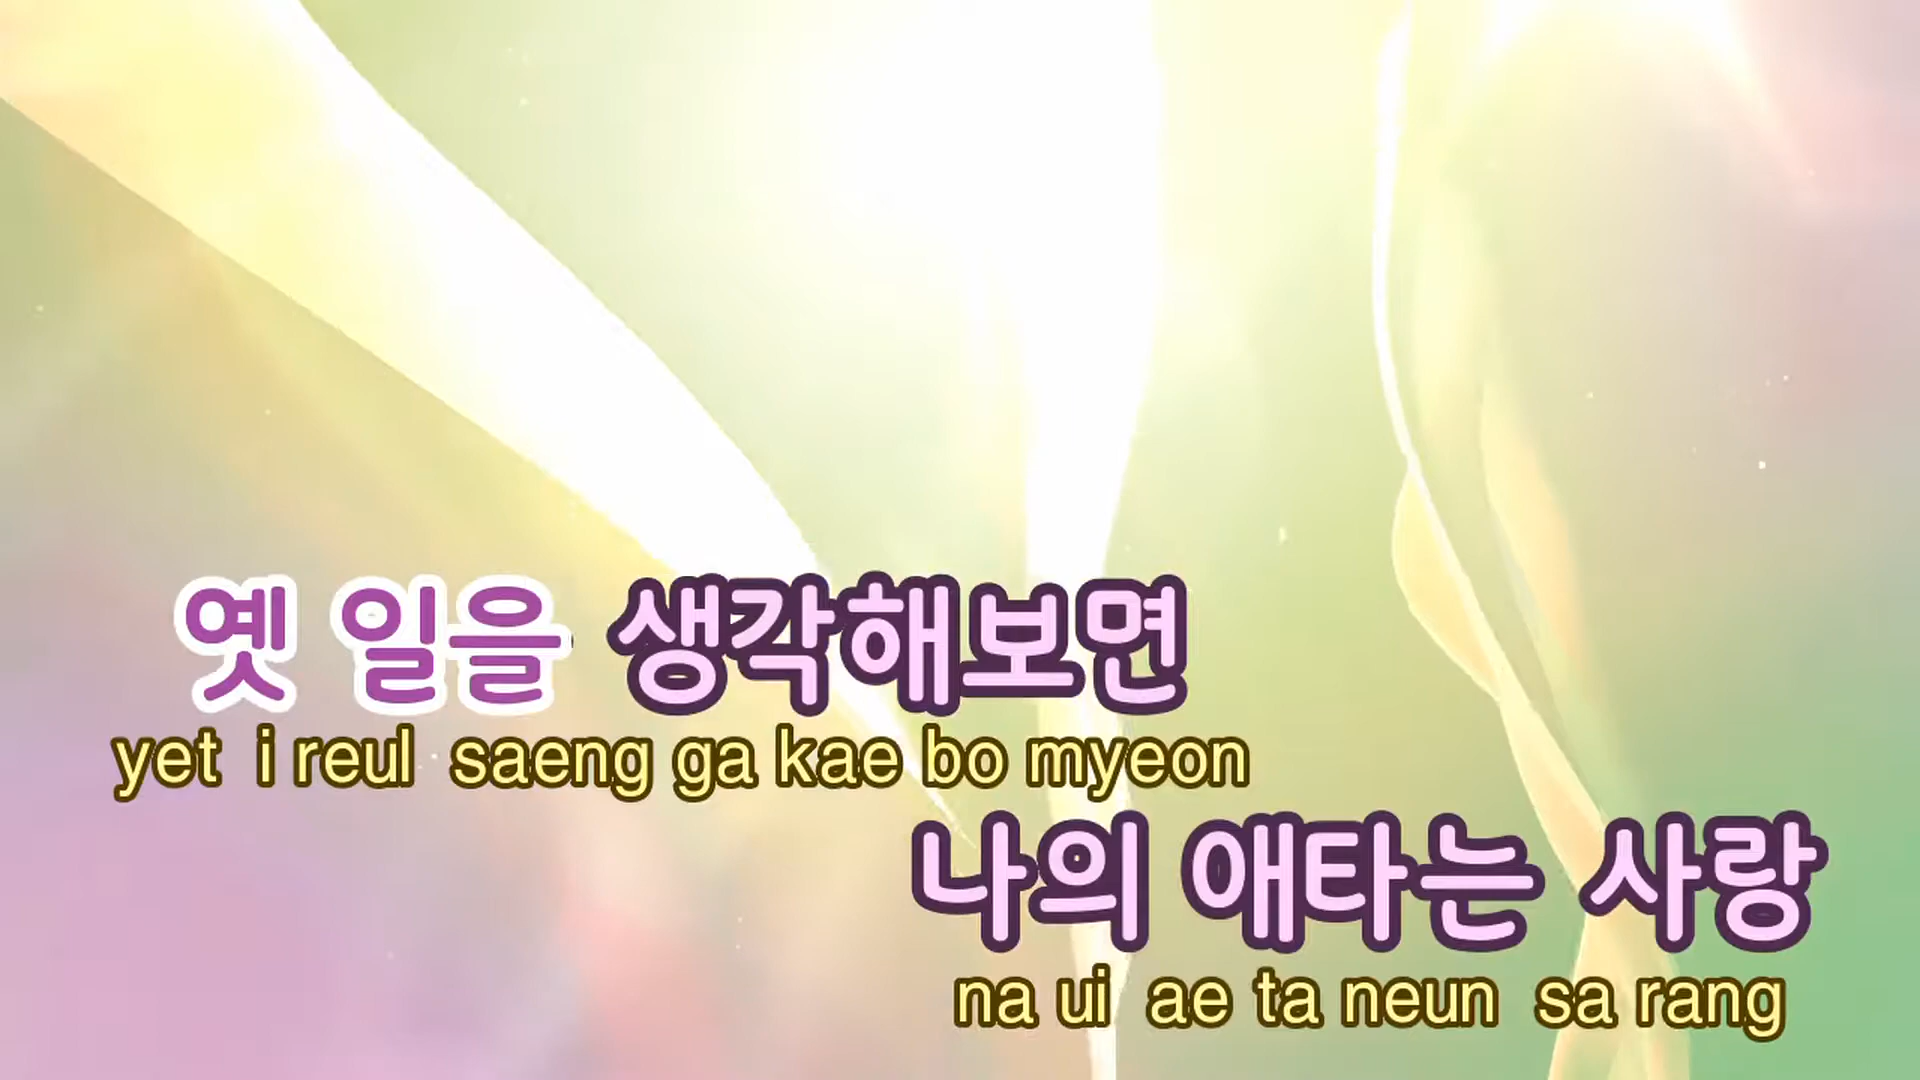 옛 일을 생각해보면
yet i reul saeng ga kae bo myeon
나의 애타는 사랑
na ui ae ta neun sa rang